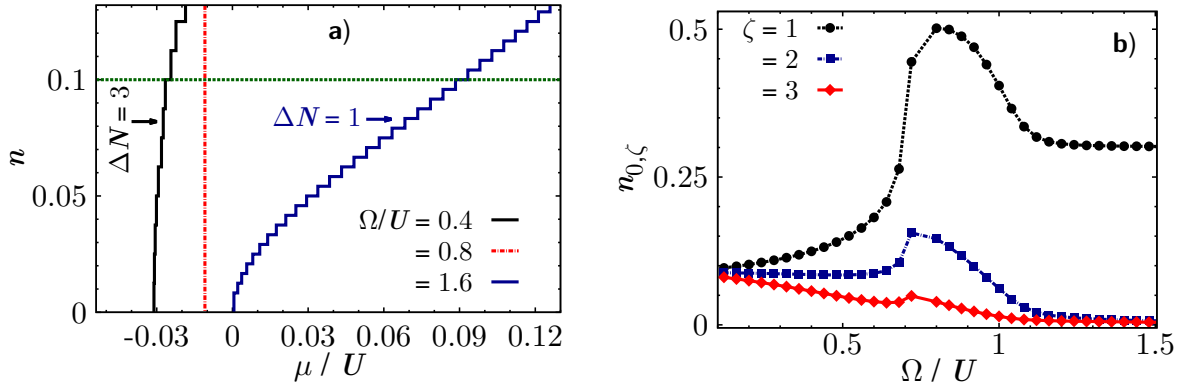 a)
0.1
0.05
0
n
ΔN = 3
ΔN = 1
Ω/U = 0.4
= 0.8
= 1.6
-0.03
0
0.03
0.06
0.09
0.12
μ / U
b)
0.5
0.25
0
n₀,ζ
ζ = 1
= 2
= 3
0.5
1
1.5
Ω / U